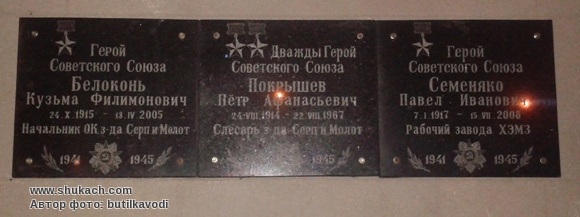 Герой
Советского Союза
Белоконь
Кузьма Филимонович
24.X.1915 - 13.IV.2005
Начальник ОК з-да Серп и Молот
1941 1945
Дважды Герой
Советского Союза
Покрышев
Пётр Афанасьевич
24.VIII.1914 - 22.VIII.1967
Слесарь з-да Серп и Молот
1941 1945
Герой
Советского Союза
Семеняко
Павел Иванович
7.I.1917 - 15.VII.2008
Рабочий завода ХЭМЗ
1941 1945
www.shukach.com
Автор фото: butilkavodi